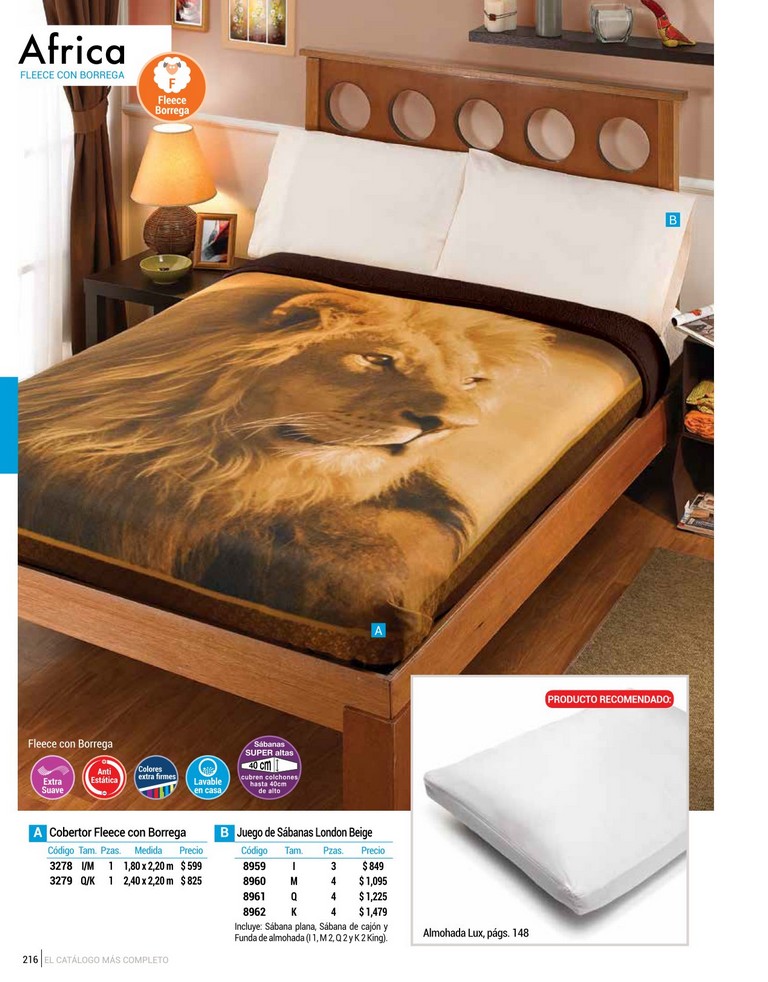 Africa
FLEECE CON BORREGA
F
Fleece
Borrega
B
A
PRODUCTO RECOMENDADO:
Fleece con Borrega
Extra
Suave
Anti
Estática
Colores
extra firmes
Lavable
en casa
Sábanas
SUPER altas
40 cm
cubren colchones
hasta 40cm
de alto
A Cobertor Fleece con Borrega
Código Tam. Pzas. Medida Precio
3278 I/M 1 1,80 x 2,20 m $ 599
3279 Q/K 1 2,40 x 2,20 m $ 825
B Juego de Sábanas London Beige
Código Tam. Pzas. Precio
8959 I 3 $ 849
8960 M 4 $ 1,095
8961 Q 4 $ 1,225
8962 K 4 $ 1,479
Incluye: Sábana plana, Sábana de cajón y
Funda de almohada (I 1, M 2, Q 2 y K 2 King).
Almohada Lux, págs. 148
216 EL CATÁLOGO MÁS COMPLETO